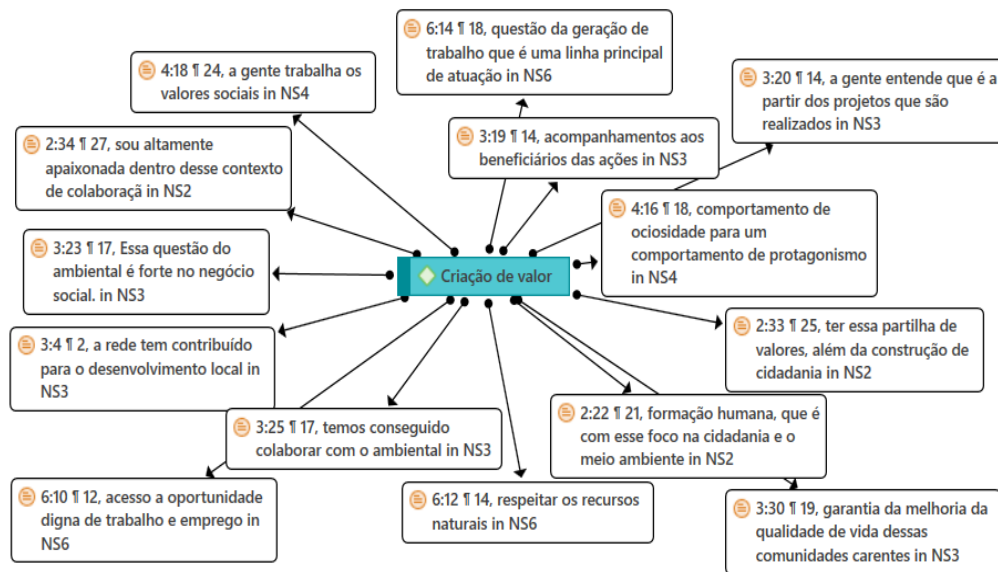 6:14 ¶ 18, questão da geração de
trabalho que é uma linha principal
de atuação in NS6
4:18 ¶ 24, a gente trabalha os
valores sociais in NS4
3:20 ¶ 14, a gente entende que é a
partir dos projetos que são
realizados in NS3
2:34 ¶ 27, sou altamente
apaixonada dentro desse contexto
de colaboraçã in NS2
3:19 ¶ 14, acompanhamentos aos
beneficiários das ações in NS3
4:16 ¶ 18, comportamento de
ociosidade para um
comportamento de protagonismo
in NS4
3:23 ¶ 17, Essa questão do
ambiental é forte no negócio
social. in NS3
Criação de valor
2:33 ¶ 25, ter essa partilha de
valores, além da construção de
cidadania in NS2
3:4 ¶ 2, a rede tem contribuído
para o desenvolvimento local in
NS3
3:25 ¶ 17, temos conseguido
colaborar com o ambiental in NS3
2:22 ¶ 21, formação humana, que é
com esse foco na cidadania e o
meio ambiente in NS2
6:10 ¶ 12, acesso a oportunidade
digna de trabalho e emprego in
NS6
6:12 ¶ 14, respeitar os recursos
naturais in NS6
3:30 ¶ 19, garantia da melhoria da
qualidade de vida dessas
comunidades carentes in NS3